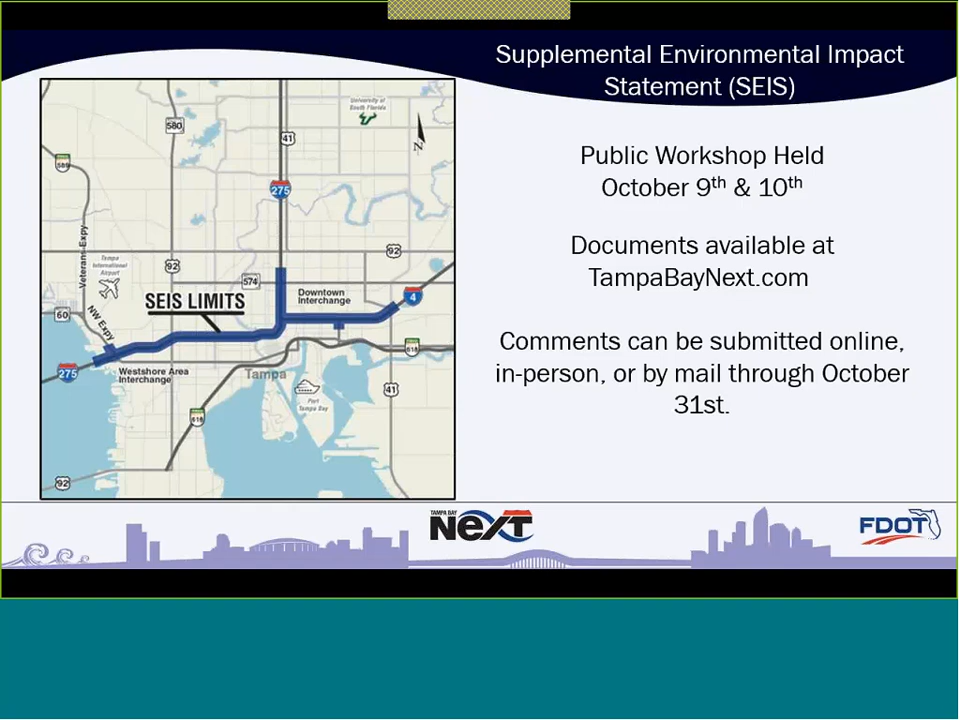 Supplemental Environmental Impact
Statement (SEIS)
Public Workshop Held
October 9th & 10th
Documents available at
TampaBayNext.com
Comments can be submitted online,
in-person, or by mail through October
31st.
University of
South Florida
580
41
N
589
275
Veterans Expy
92
Tampa
International
Airport
92
574
SEIS LIMITS
Downtown
Interchange
4
60
NW Expy
618
275
Westshore Area
Interchange
Tampa
Port
Tampa Bay
41
618
92
TAMPA BAY
NEXT
FDOT